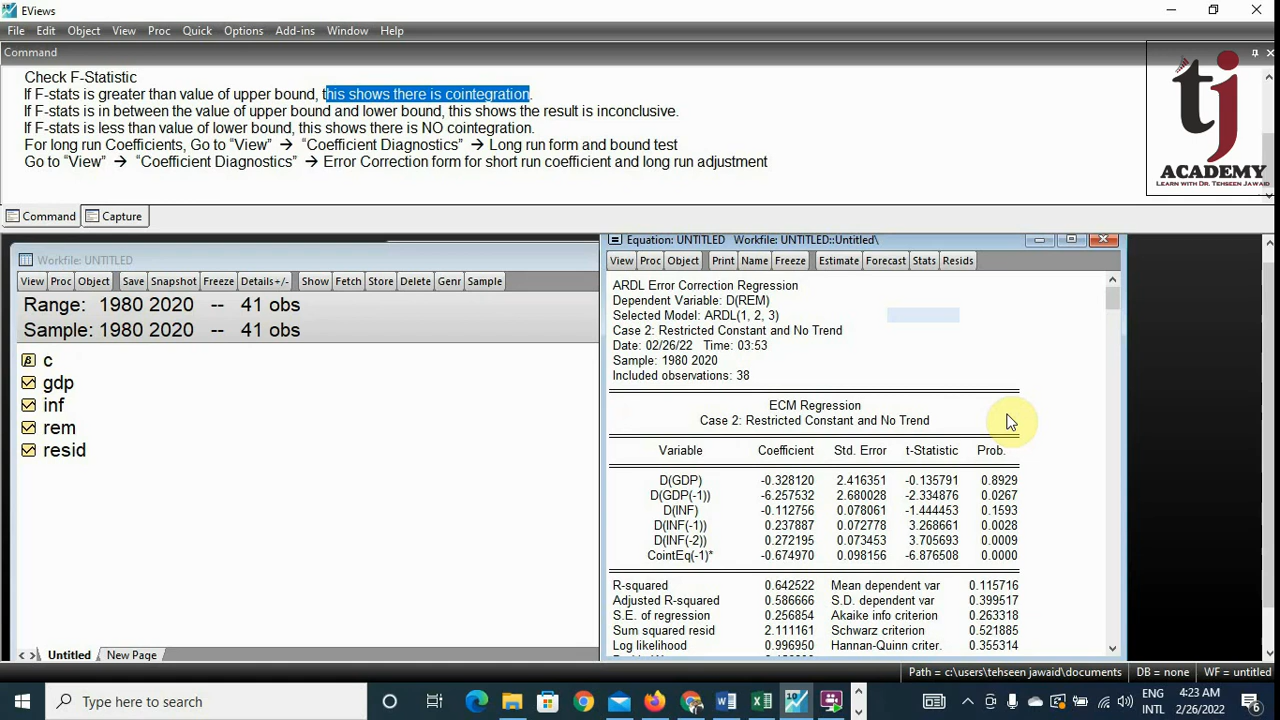 EViews
File Edit Object View Proc Quick Options Add-ins Window Help
Command
Check F-Statistic
If F-stats is greater than value of upper bound, this shows there is cointegration.
If F-stats is in between the value of upper bound and lower bound, this shows the result is inconclusive.
If F-stats is less than value of lower bound, this shows there is NO cointegration.
For long run Coefficients, Go to “View” → “Coefficient Diagnostics” → Long run form and bound test
Go to “View” → “Coefficient Diagnostics” → Error Correction form for short run coefficient and long run adjustment
tj
ACADEMY
LEARN WITH DR. TEHSEEN JAWAID
Command Capture
Workfile: UNTITLED
View Proc Object Save Snapshot Freeze Details+/- Show Fetch Store Delete Genr Sample
Range: 1980 2020 -- 41 obs
Sample: 1980 2020 -- 41 obs
c
gdp
inf
rem
resid
Untitled New Page
Equation: UNTITLED Workfile: UNTITLED::Untitled\
View Proc Object Print Name Freeze Estimate Forecast Stats Resids
ARDL Error Correction Regression
Dependent Variable: D(REM)
Selected Model: ARDL(1, 2, 3)
Case 2: Restricted Constant and No Trend
Date: 02/26/22 Time: 03:53
Sample: 1980 2020
Included observations: 38
ECM Regression
Case 2: Restricted Constant and No Trend
Variable Coefficient Std. Error t-Statistic Prob.
D(GDP) -0.328120 2.416351 -0.135791 0.8929
D(GDP(-1)) -6.257532 2.680028 -2.334876 0.0267
D(INF) -0.112756 0.078061 -1.444453 0.1593
D(INF(-1)) 0.237887 0.072778 3.268661 0.0028
D(INF(-2)) 0.272195 0.073453 3.705693 0.0009
CointEq(-1)* -0.674970 0.098156 -6.876508 0.0000
R-squared 0.642522 Mean dependent var 0.115716
Adjusted R-squared 0.586666 S.D. dependent var 0.399517
S.E. of regression 0.256854 Akaike info criterion 0.263318
Sum squared resid 2.111161 Schwarz criterion 0.521885
Log likelihood 0.996950 Hannan-Quinn criter. 0.355314
Path = c:\users\tehseen jawaid\documents DB = none WF = untitled
Type here to search
ENG
INTL
4:23 AM
2/26/2022
6